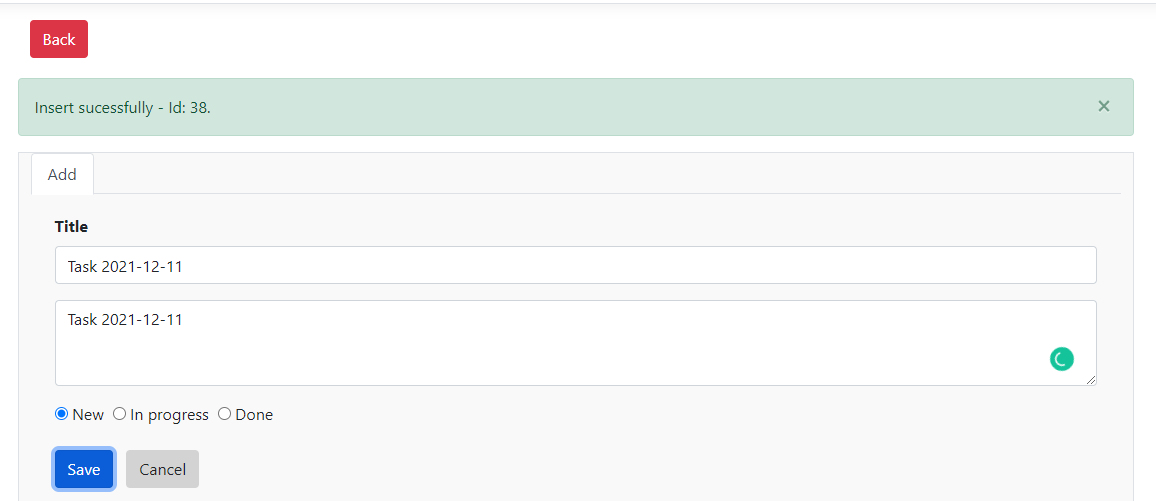 Back
Insert sucessfully - Id: 38.
×
Add
Title
Task 2021-12-11
Task 2021-12-11
New In progress Done
Save Cancel